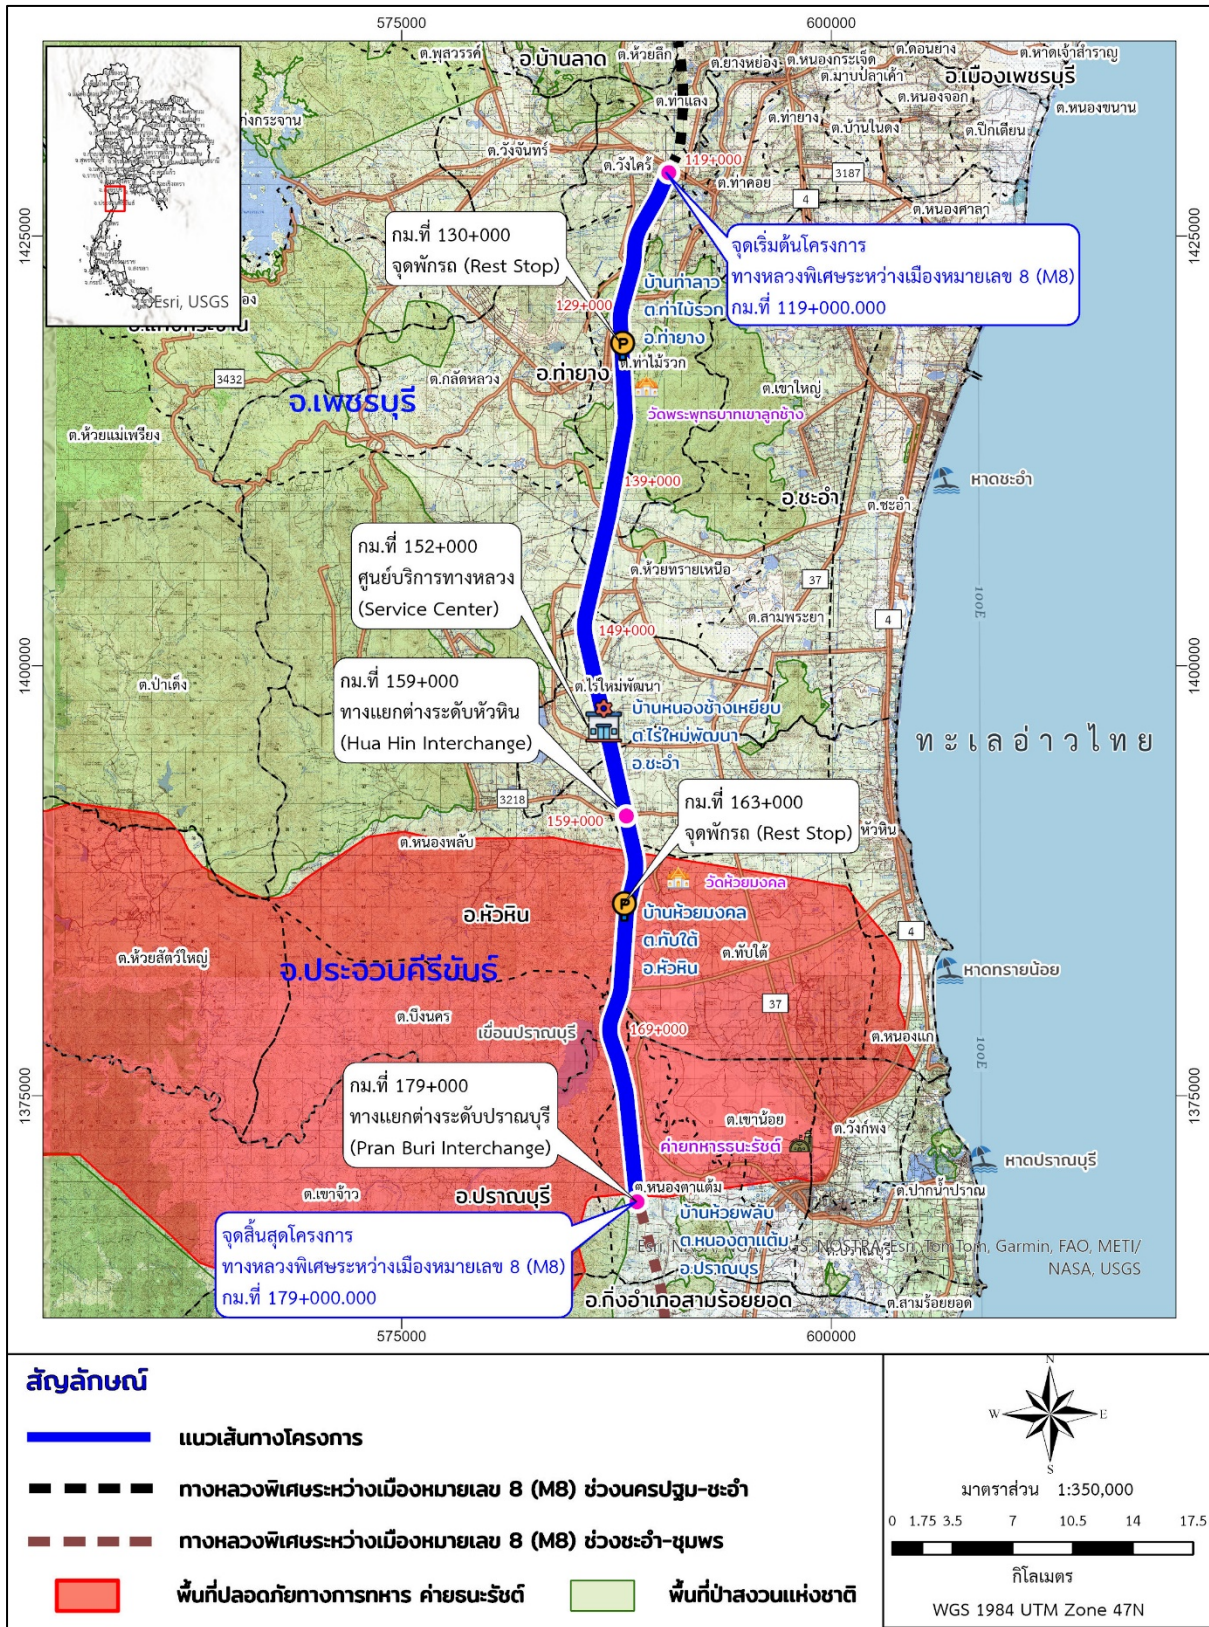 575000
600000
ต.พุสวรรค์
อ.บ้านลาด
ต.ห้วยลึก
ต.ยางหย่อง
ต.หนองกระเจ็ด
ต.ดอนยาง
ต.หาดเจ้าสำราญ
ต.มาบปลาเค้า
อ.เมืองเพชรบุรี
ต.ท่าแลง
ต.หนองจอก
ต.หนองขนาน
ต.ท่ายาง
ต.บ้านในดง
ต.ปึกเตียน
ต.วังจันทร์
ต.วังไคร้
119+000
ต.ท่าคอย
3187
4
ต.หนองศาลา
1425000
1425000
กม.ที่ 130+000
จุดพักรถ (Rest Stop)
จุดเริ่มต้นโครงการ
ทางหลวงพิเศษระหว่างเมืองหมายเลข 8 (M8)
กม.ที่ 119+000.000
Esri, USGS
129+000
บ้านท่าลาว
ต.ท่าไม้รวก
อ.ท่ายาง
ต.ท่าไม้รวก
3432
ต.กลัดหลวง
อ.ท่ายาง
ต.เขาใหญ่
จ.เพชรบุรี
วัดพระพุทธบาทเขาลูกช้าง
ต.ห้วยแม่เพรียง
139+000
อ.ชะอำ
ต.ชะอำ
หาดชะอำ
กม.ที่ 152+000
ศูนย์บริการทางหลวง
(Service Center)
ต.ห้วยทรายเหนือ
37
ต.สามพระยา
4
100E
149+000
1400000
1400000
ต.ป่าเด็ง
กม.ที่ 159+000
ทางแยกต่างระดับหัวหิน
(Hua Hin Interchange)
ต.ไร่ใหม่พัฒนา
บ้านหนองช้างเหยียบ
ต.ไร่ใหม่พัฒนา
อ.ชะอำ
ทะเลอ่าวไทย
3218
159+000
กม.ที่ 163+000
จุดพักรถ (Rest Stop)
หัวหิน
ต.หนองพลับ
วัดห้วยมงคล
อ.หัวหิน
บ้านห้วยมงคล
ต.ทับใต้
อ.หัวหิน
ต.ทับใต้
4
ต.ห้วยสัตว์ใหญ่
จ.ประจวบคีรีขันธ์
หาดทรายน้อย
37
ต.บึงนคร
เขื่อนปราณบุรี
169+000
ต.หนองแก
100E
1375000
1375000
กม.ที่ 179+000
ทางแยกต่างระดับปราณบุรี
(Pran Buri Interchange)
ต.เขาน้อย
ต.วังก์พง
ค่ายทหารธนะรัชต์
หาดปราณบุรี
ต.เขาจ้าว
อ.ปราณบุรี
ต.หนองตาแต้ม
ต.ปากน้ำปราณ
จุดสิ้นสุดโครงการ
ทางหลวงพิเศษระหว่างเมืองหมายเลข 8 (M8)
กม.ที่ 179+000.000
บ้านห้วยพลับ
ต.หนองตาแต้ม
อ.ปราณบุร
TomTom, Garmin, FAO, METI/
NASA, USGS
อ.กิ่งอำเภอสามร้อยยอด
ต.สามร้อยยอด
575000
600000
สัญลักษณ์
แนวเส้นทางโครงการ
ทางหลวงพิเศษระหว่างเมืองหมายเลข 8 (M8) ช่วงนครปฐม-ชะอำ
ทางหลวงพิเศษระหว่างเมืองหมายเลข 8 (M8) ช่วงชะอำ-ชุมพร
พื้นที่ปลอดภัยทางการทหาร ค่ายธนะรัชต์
พื้นที่ป่าสงวนแห่งชาติ
N
W
E
S
มาตราส่วน 1:350,000
0 1.75 3.5 7 10.5 14 17.5
กิโลเมตร
WGS 1984 UTM Zone 47N